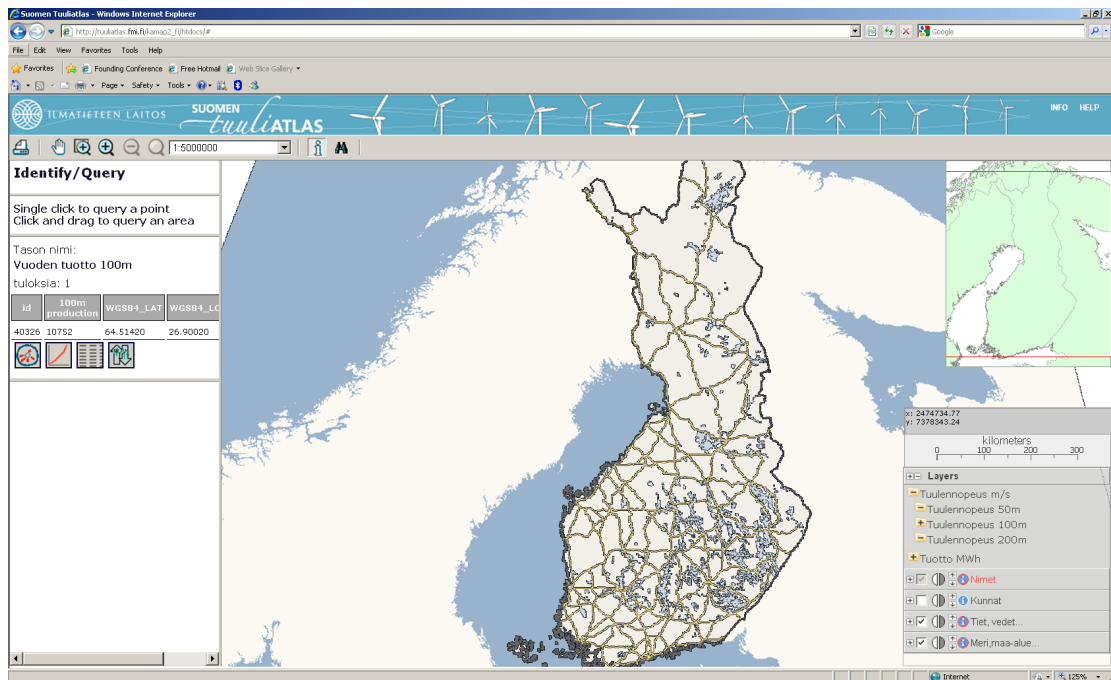 Suomen Tuuliatlas - Windows Internet Explorer
http://tuuliatlas.fmi.fi/kamap2_fi/htdocs/#
Google
File Edit View Favorites Tools Help
Favorites Founding Conference Free Hotmail Web Slice Gallery
Page Safety Tools
ILMATIETEEN LAITOS
SUOMEN
tuuliATLAS
INFO HELP
1:5000000
Identify/Query
Single click to query a point
Click and drag to query an area
Tason nimi:
Vuoden tuotto 100m
tuloksia: 1
id 100m production WGS84_LAT WGS84_LO
40326 10752 64.51420 26.90020
x: 2474734.77
y: 7378343.24
kilometers
0 100 200 300
Layers
Tuulennopeus m/s
Tuulennopeus 50m
Tuulennopeus 100m
Tuulennopeus 200m
Tuotto MWh
Nimet
Kunnat
Tiet, vedet...
Meri,maa-alue...
Internet
125%